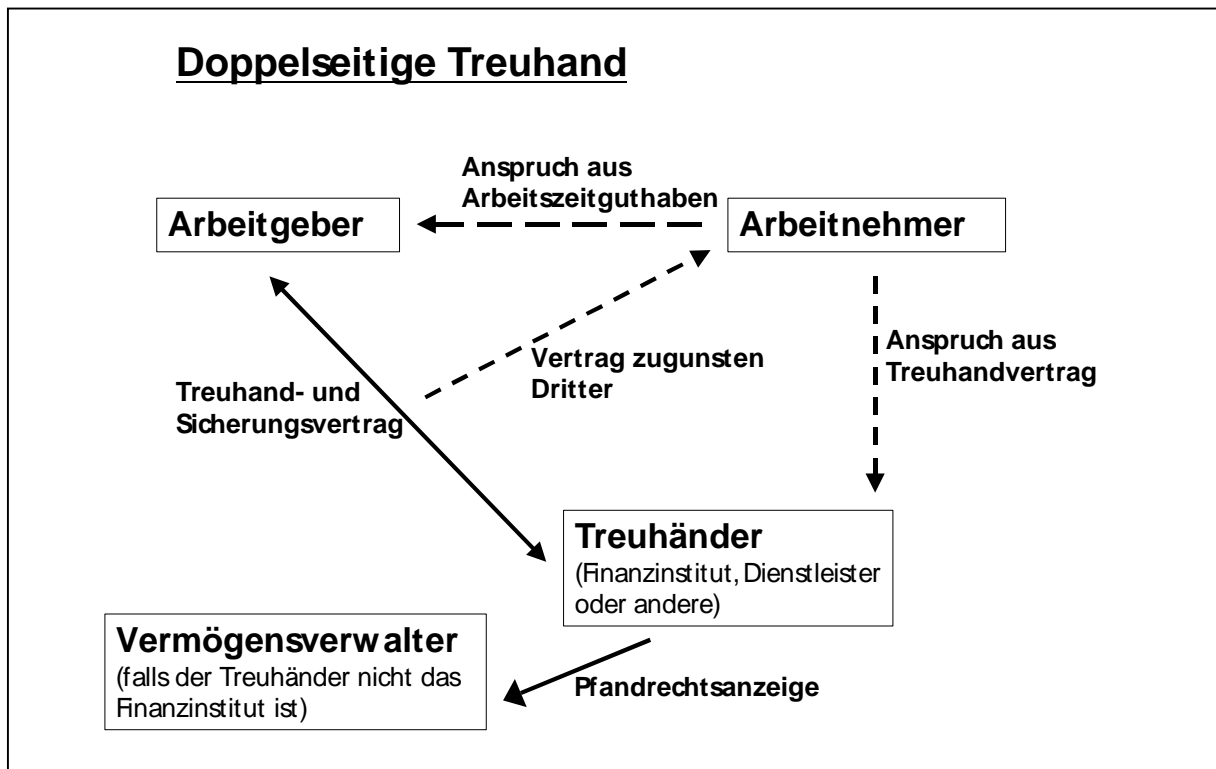 Doppelseitige Treuhand
Anspruch aus
Arbeitszeitguthaben
Arbeitgeber
Arbeitnehmer
Anspruch aus
Treuhandvertrag
Vertrag zugunsten
Dritter
Treuhand- und
Sicherungsvertrag
Treuhänder
(Finanzinstitut, Dienstleister
oder andere)
Vermögensverwalter
(falls der Treuhänder nicht das
Finanzinstitut ist)
Pfandrechtsanzeige